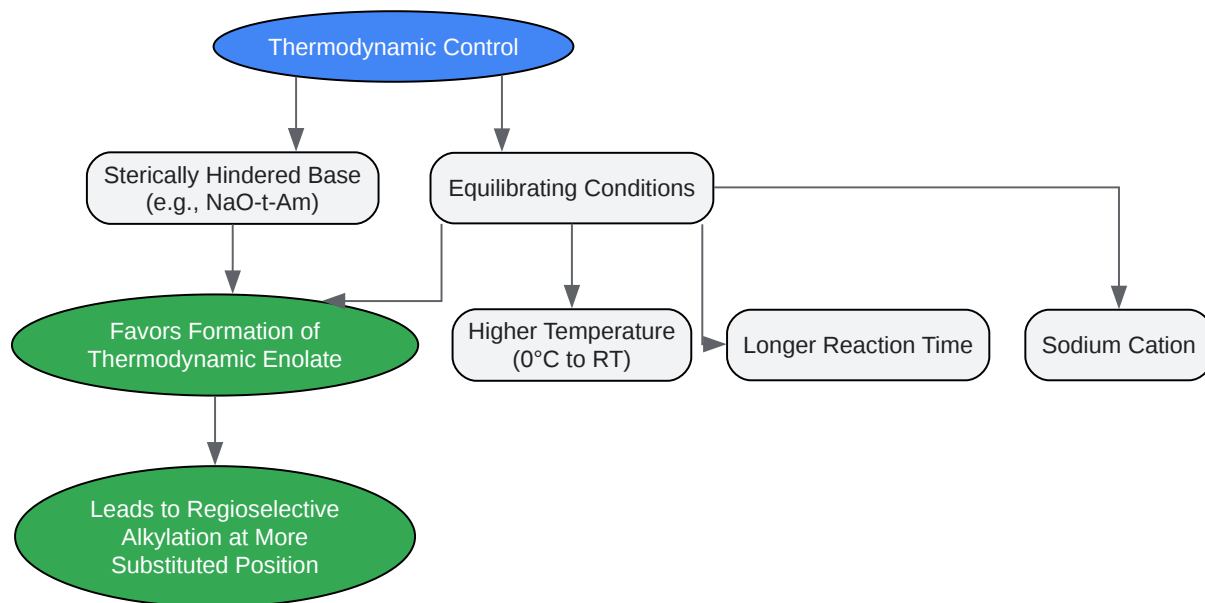 Thermodynamic Control
Sterically Hindered Base
(e.g., NaO-t-Am)
Equilibrating Conditions
Favors Formation of
Thermodynamic Enolate
Higher Temperature
(0°C to RT)
Longer Reaction Time
Sodium Cation
Leads to Regioselective
Alkylation at More
Substituted Position